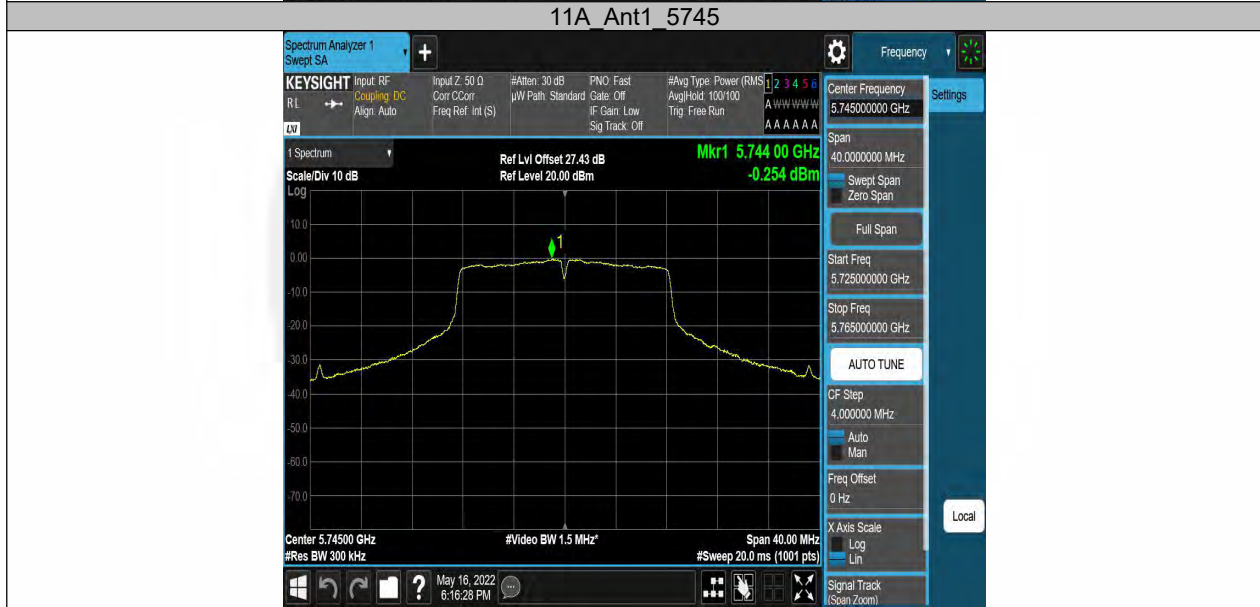 11A_Ant1_5745
Spectrum Analyzer 1
Swept SA
+
Frequency
KEYSIGHT
Input: RF
Coupling: DC
Align: Auto
Input Z: 50 Ω
Corr CCorr
Freq Ref: Int (S)
#Atten: 30 dB
µW Path: Standard
PNO: Fast
Gate: Off
IF Gain: Low
Sig Track: Off
#Avg Type: Power (RMS
Avg|Hold: 100/100
Trig: Free Run
1 2 3 4 5 6
A W W W W W
A A A A A A
RL
LXI
1 Spectrum
Scale/Div 10 dB
Ref Lvl Offset 27.43 dB
Ref Level 20.00 dBm
Mkr1 5.744 00 GHz
-0.254 dBm
Log
10.0
0.00
-10.0
-20.0
-30.0
-40.0
-50.0
-60.0
-70.0
1
Center 5.74500 GHz
#Res BW 300 kHz
#Video BW 1.5 MHz*
Span 40.00 MHz
#Sweep 20.0 ms (1001 pts)
May 16, 2022
6:16:28 PM
?
Center Frequency
5.745000000 GHz
Settings
Span
40.0000000 MHz
Swept Span
Zero Span
Full Span
Start Freq
5.725000000 GHz
Stop Freq
5.765000000 GHz
AUTO TUNE
CF Step
4.000000 MHz
Auto
Man
Freq Offset
0 Hz
Local
X Axis Scale
Log
Lin
Signal Track
(Span Zoom)